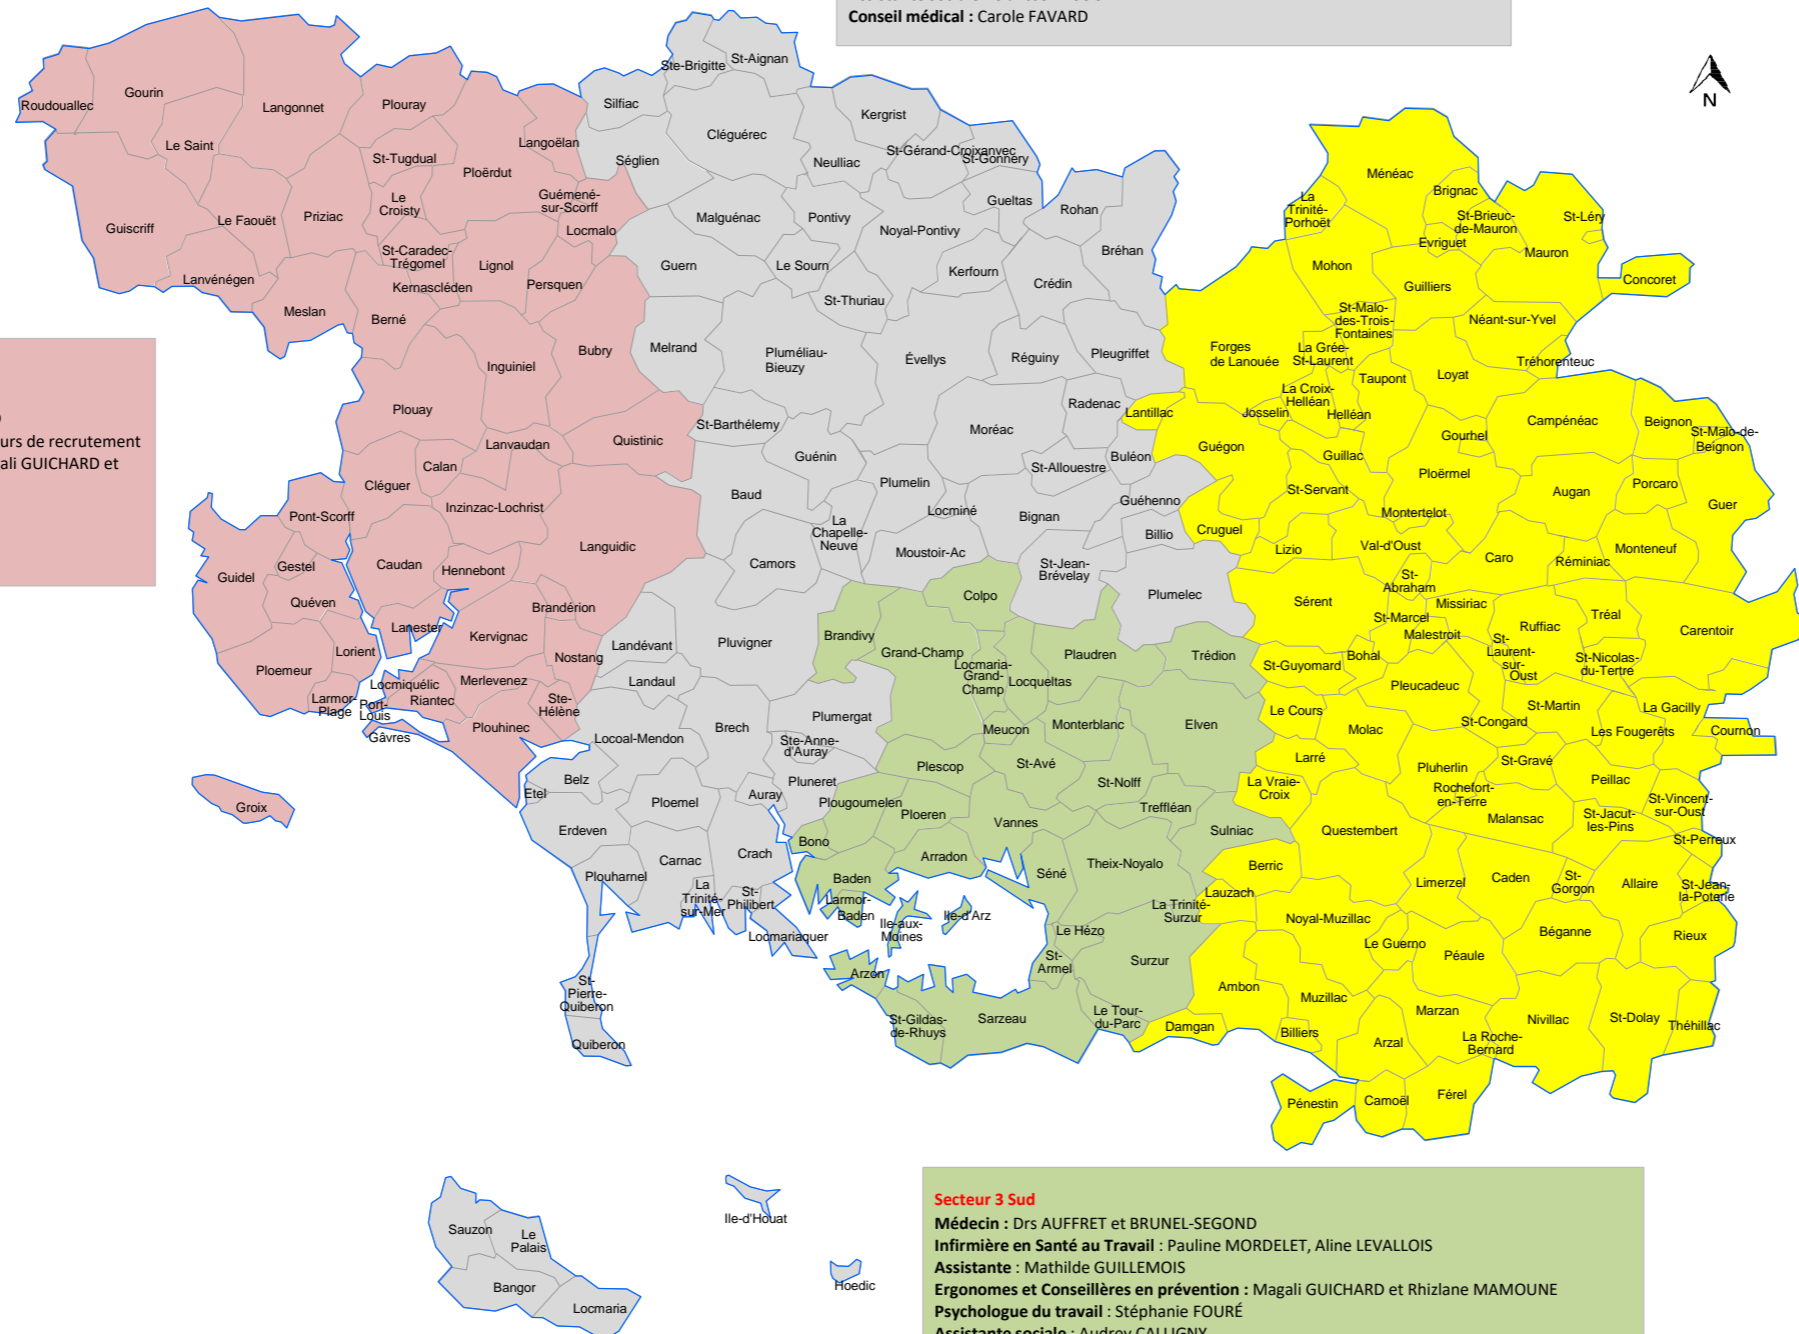 Conseil médical : Carole FAVARD
N
Ste-Brigitte
St-Aignan
Roudouallec
Gourin
Langonnet
Plouray
Silfiac
Kergrist
Cléguérec
Le Saint
Langoëlan
St-Tugdual
Ploërdut
Séglien
Neulliac
St-Gérand-Croixanvec
St-Gonnery
Ménéac
Le
Croisty
Guémené-
sur-Scorff
Locmalo
Malguénac
Pontivy
Gueltas
Rohan
La
Trinité-
Porhoët
Brignac
St-Brieuc-
de-Mauron
St-Léry
Guiscriff
Le Faouët
Priziac
Noyal-Pontivy
Bréhan
Evriguet
Mauron
St-Caradec-
Trégomel
Lignol
Guern
Le Sourn
Kerfourn
Mohon
Lanvénégen
Kernascléden
Persquen
Crédin
Guilliers
Concoret
Meslan
Berné
St-Thuriau
St-Malo-
des-Trois-
Fontaines
Néant-sur-Yvel
Inguiniel
Bubry
Melrand
Pluméliau-
Bieuzy
Évellys
Réguiny
Pleugriffet
Forges
de Lanouée
La Grée-
St-Laurent
Tréhorenteuc
Taupont
Loyat
Plouay
Radenac
Lantillac
La Croix-
Helléan
Josselin
Helléan
Campénéac
Beignon
St-Malo-de-
Beignon
urs de recrutement
ali GUICHARD et
Lanvaudan
Quistinic
St-Barthélemy
Moréac
Guégon
Guillac
Gourhel
Calan
Guénin
St-Allouestre
Buléon
Ploërmel
Cléguer
Plumelin
St-Servant
Augan
Porcaro
Guer
Inzinzac-Lochrist
Baud
Locminé
Bignan
Guéhenno
Montertelot
Pont-Scorff
La
Chapelle-
Neuve
Billio
Cruguel
Languidic
Moustoir-Ac
Lizio
Val-d'Oust
Caro
Réminiac
Monteneuf
Guidel
Gestel
Caudan
Hennebont
Camors
St-Jean-
Brévelay
St-
Abraham
Quéven
Brandérion
Colpo
Plumelec
Sérent
St-Marcel
Missiriac
Ruffiac
Tréal
Carentoir
Lanester
Kervignac
Landévant
Pluvigner
Brandivy
Grand-Champ
Malestroit
Lorient
Nostang
Plaudren
Trédion
St-Guyomard
Bohal
St-
Laurent-
sur-
Oust
St-Nicolas-
du-Tertre
Ploemeur
Locmaria-
Grand-
Champ
Locqueltas
Locmiquélic
Merlevenez
Landaul
Pleucadeuc
Larmor-
Plage
Port-
Louis
Riantec
Ste-
Hélène
Plumergat
Le Cours
St-Martin
La Gacilly
Gâvres
Plouhinec
Locoal-Mendon
Brech
Ste-Anne-
d'Auray
Meucon
Monterblanc
Elven
Molac
St-Congard
Les Fougerêts
Cournon
Plescop
St-Avé
Larré
Pluherlin
St-Gravé
Peillac
Groix
Etel
Belz
Ploemel
Auray
Pluneret
St-Nolff
La Vraie-
Croix
Rochefort-
en-Terre
St-Vincent-
sur-Oust
Plougoumelen
Ploeren
Treffléan
Malansac
St-Jacut-
les-Pins
Erdeven
Vannes
Sulniac
Questembert
St-Perreux
Bono
Carnac
Crach
Arradon
Séné
Theix-Noyalo
Berric
Plouharnel
Baden
Limerzel
Caden
St-
Gorgon
Allaire
St-Jean-
la-Poterie
La
Trinité-
sur-Mer
St-
Philibert
Larmor-
Baden
Ile-aux-
Moines
Ile-d'Arz
Lauzach
La Trinité-
Surzur
Noyal-Muzillac
Locmariaquer
Le Hézo
Le Guerno
Béganne
Rieux
Arzon
St-
Armel
Surzur
Péaule
St-
Pierre-
Quiberon
Ambon
Muzillac
St-Gildas-
de-Rhuys
Sarzeau
Le Tour-
du-Parc
Damgan
Billiers
Marzan
Nivillac
St-Dolay
Théhillac
Quiberon
Arzal
La Roche-
Bernard
Pénestin
Camoël
Férel
Sauzon
Le
Palais
Bangor
Locmaria
Ile-d'Houat
Hoedic
Secteur 3 Sud
Médecin : Drs AUFFRET et BRUNEL-SEGOND
Infirmière en Santé au Travail : Pauline MORDELET, Aline LEVALLOIS
Assistante : Mathilde GUILLEMOIS
Ergonomes et Conseillères en prévention : Magali GUICHARD et Rhizlane MAMOUNE
Psychologue du travail : Stéphanie FOURÉ
Assistante sociale : Audrey CALLIGNY